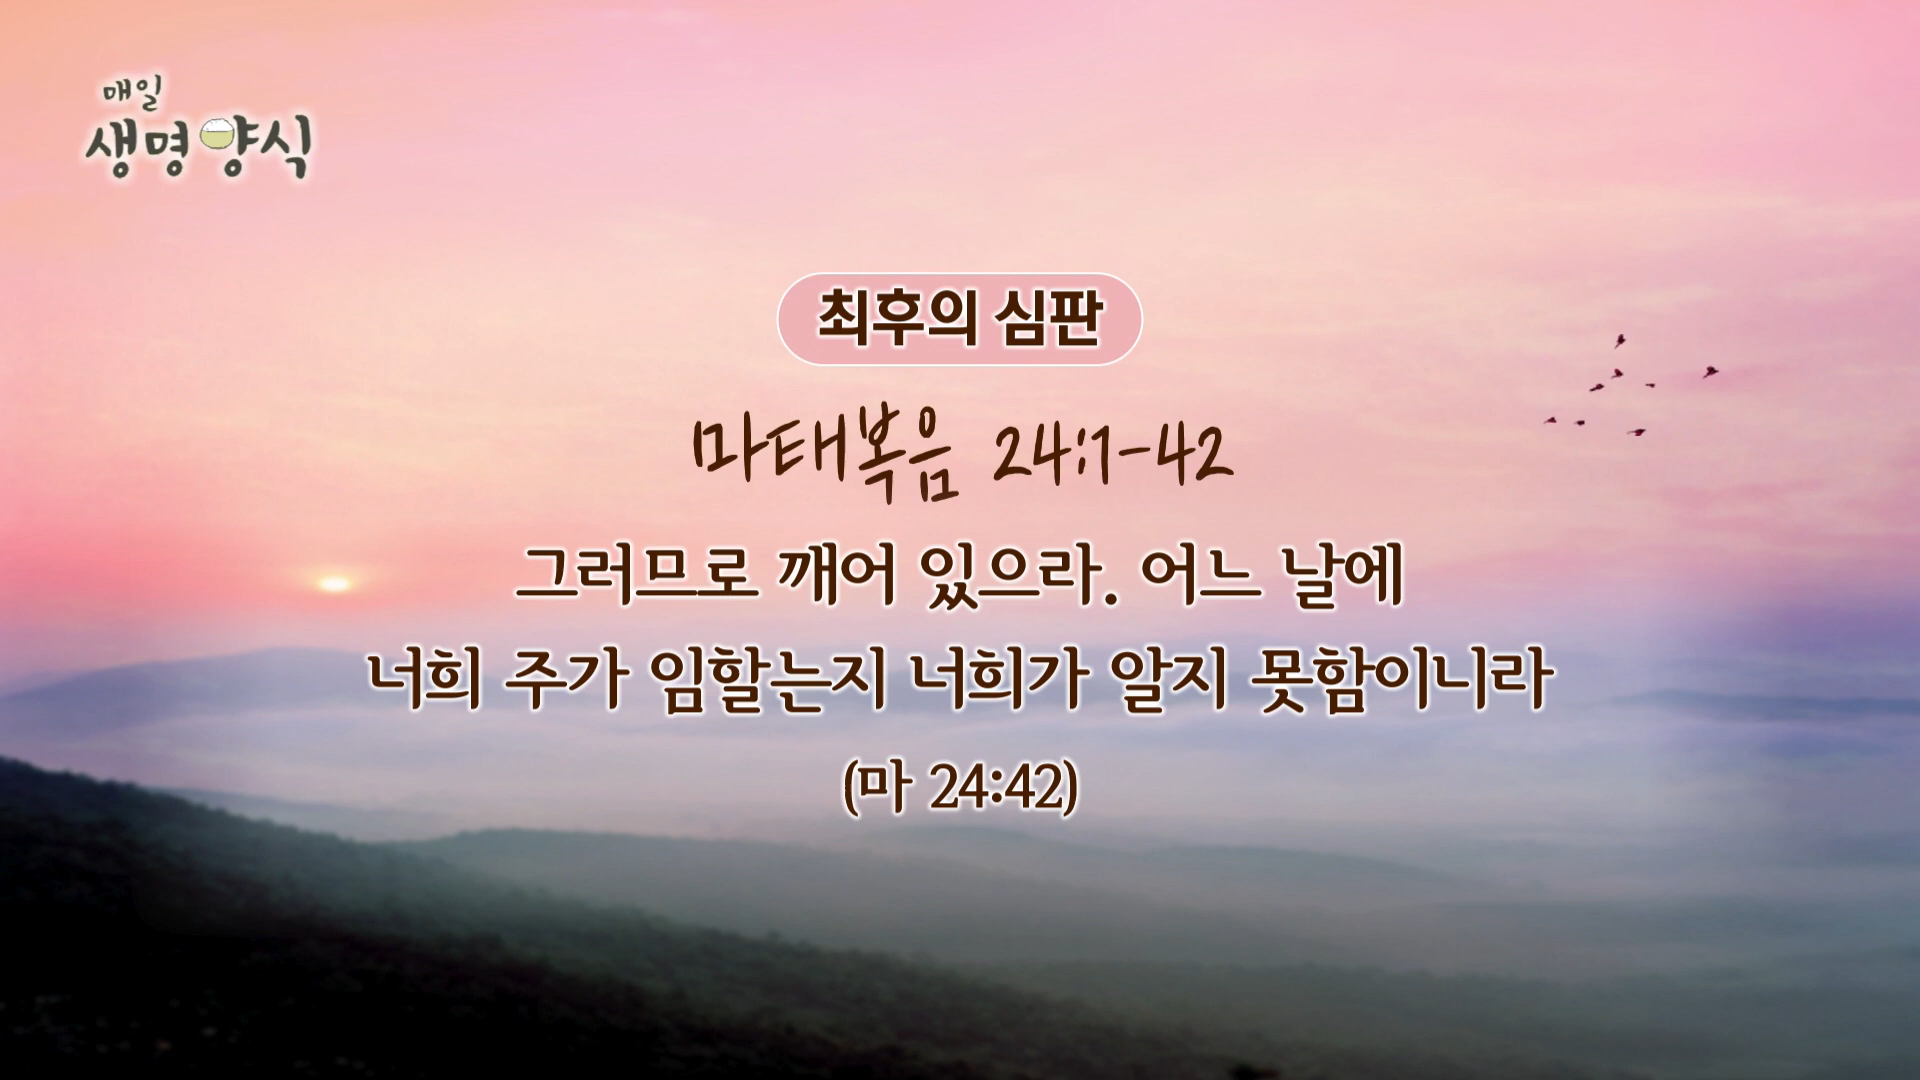 매일
생명양식
최후의 심판
마태복음 24:1-42
그러므로 깨어 있으라. 어느 날에
너희 주가 임할는지 너희가 알지 못함이니라
(마 24:42)